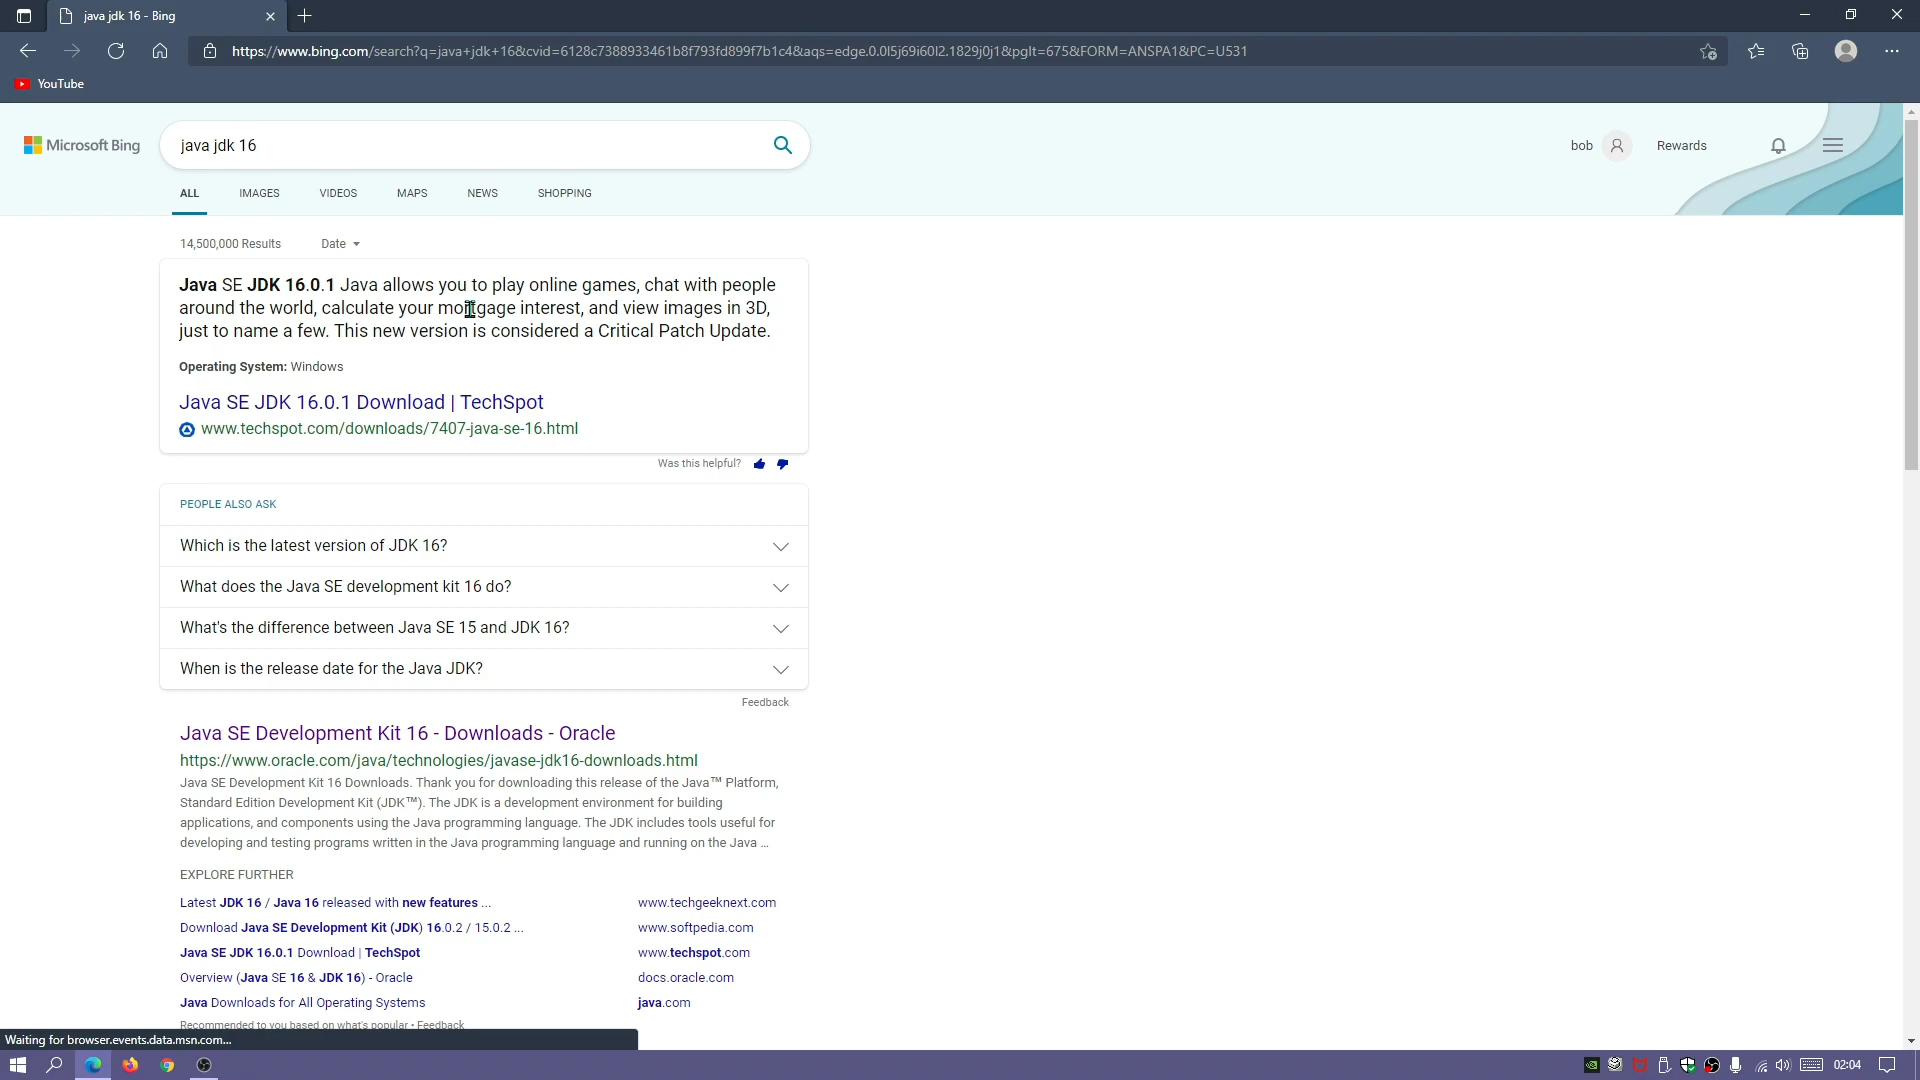 java jdk 16 - Bing
https://www.bing.com/search?q=java+jdk+16&cvid=6128c7388933461b8f793fd899f7b1c4&aqs=edge.0.0l5j69i60l2.1829j0j1&pglt=675&FORM=ANSPA1&PC=U531
YouTube
Microsoft Bing
java jdk 16
bob
Rewards
ALL IMAGES VIDEOS MAPS NEWS SHOPPING
14,500,000 Results Date
Java SE JDK 16.0.1 Java allows you to play online games, chat with people
around the world, calculate your mortgage interest, and view images in 3D,
just to name a few. This new version is considered a Critical Patch Update.
Operating System: Windows
Java SE JDK 16.0.1 Download | TechSpot
www.techspot.com/downloads/7407-java-se-16.html
Was this helpful?
PEOPLE ALSO ASK
Which is the latest version of JDK 16?
What does the Java SE development kit 16 do?
What's the difference between Java SE 15 and JDK 16?
When is the release date for the Java JDK?
Feedback
Java SE Development Kit 16 - Downloads - Oracle
https://www.oracle.com/java/technologies/javase-jdk16-downloads.html
Java SE Development Kit 16 Downloads. Thank you for downloading this release of the Java™ Platform,
Standard Edition Development Kit (JDK™). The JDK is a development environment for building
applications, and components using the Java programming language. The JDK includes tools useful for
developing and testing programs written in the Java programming language and running on the Java ...
EXPLORE FURTHER
Latest JDK 16 / Java 16 released with new features ... www.techgeeknext.com
Download Java SE Development Kit (JDK) 16.0.2 / 15.0.2 ... www.softpedia.com
Java SE JDK 16.0.1 Download | TechSpot www.techspot.com
Overview (Java SE 16 & JDK 16) - Oracle docs.oracle.com
Java Downloads for All Operating Systems java.com
Recommended to you based on what's popular • Feedback
Waiting for browser.events.data.msn.com...
02:04